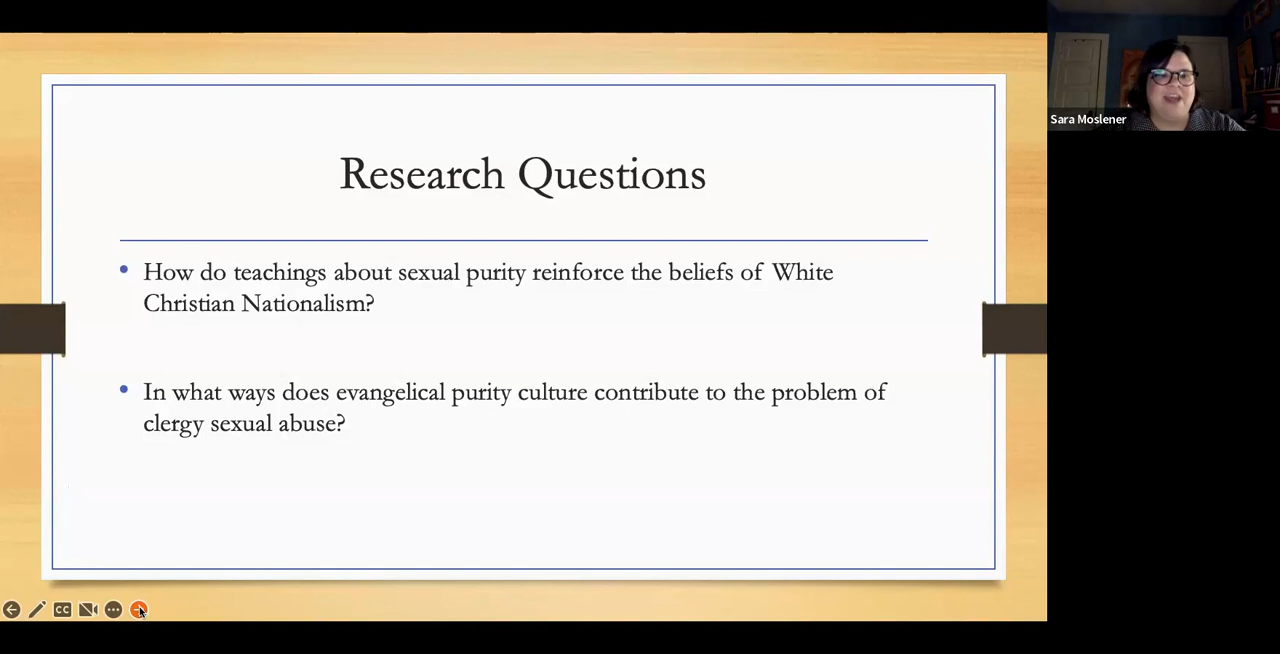 Research Questions
How do teachings about sexual purity reinforce the beliefs of White
Christian Nationalism?
In what ways does evangelical purity culture contribute to the problem of
clergy sexual abuse?
Sara Moslener
CC